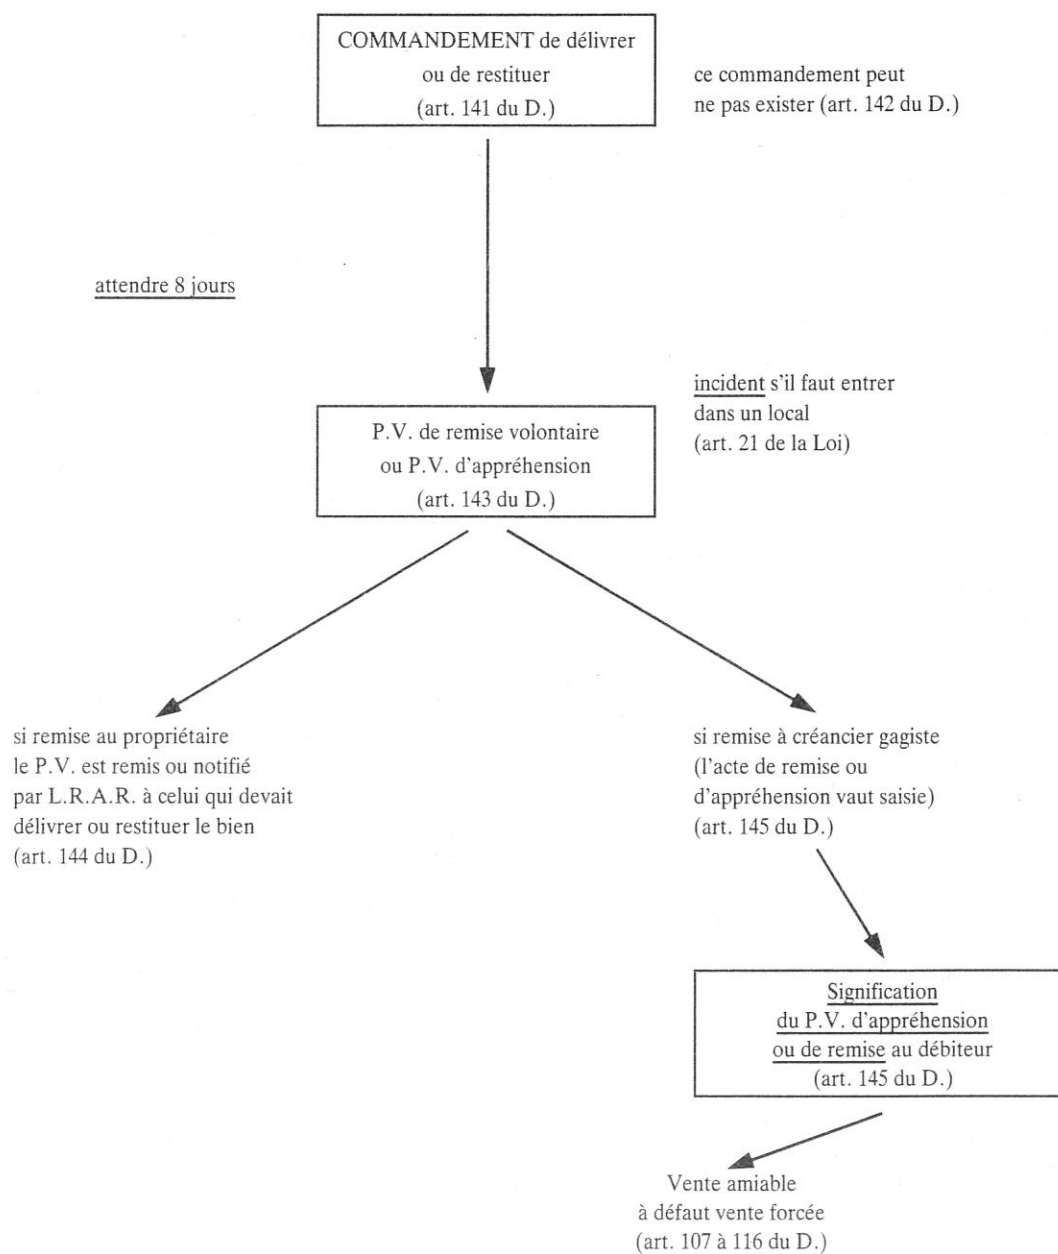 COMMANDEMENT de délivrer
ou de restituer
(art. 141 du D.)
ce commandement peut
ne pas exister (art. 142 du D.)
attendre 8 jours
incident s'il faut entrer
dans un local
(art. 21 de la Loi)
P.V. de remise volontaire
ou P.V. d'appréhension
(art. 143 du D.)
si remise au propriétaire
le P.V. est remis ou notifié
par L.R.A.R. à celui qui devait
délivrer ou restituer le bien
(art. 144 du D.)
si remise à créancier gagiste
(l'acte de remise ou
d'appréhension vaut saisie)
(art. 145 du D.)
Signification
du P.V. d'appréhension
ou de remise au débiteur
(art. 145 du D.)
Vente amiable
à défaut vente forcée
(art. 107 à 116 du D.)